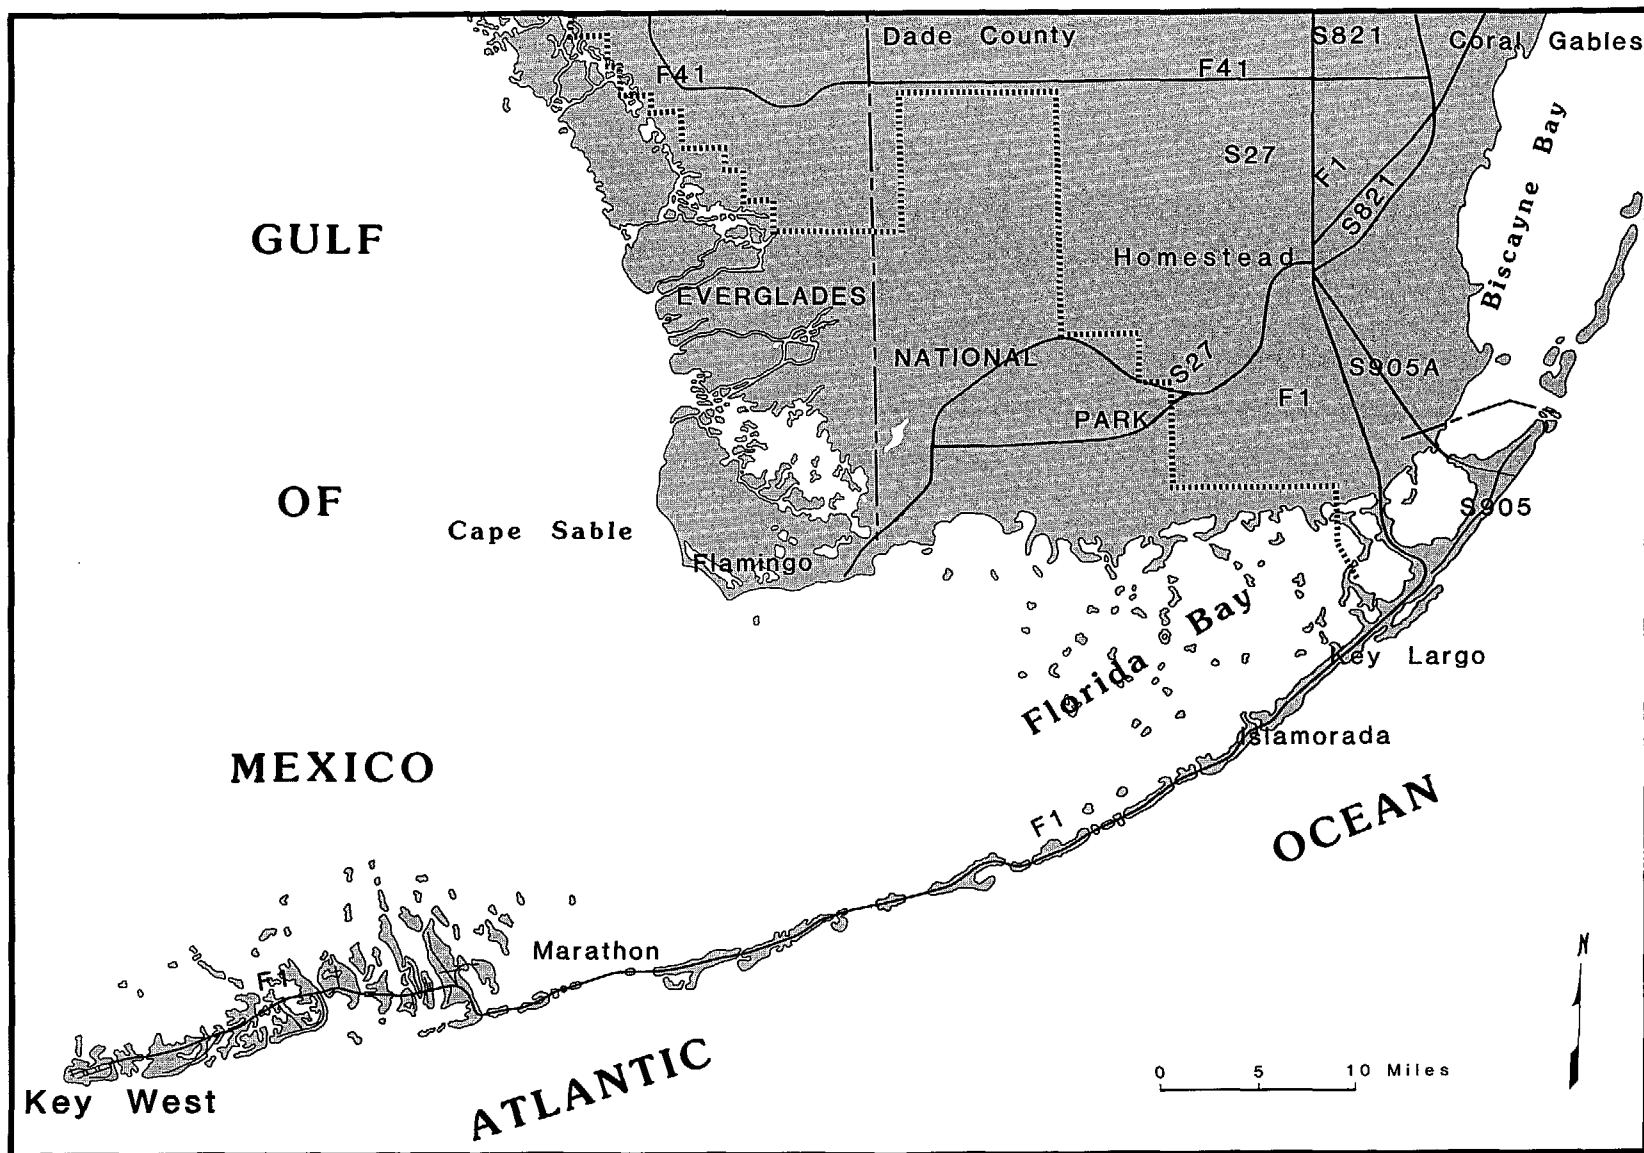 Dade County
S821
Coral Gables
F41
F41
S27
F1
S821
Biscayne Bay
GULF
Homestead
EVERGLADES
NATIONAL
S27
S905A
F1
PARK
OF
Cape Sable
S905
Flamingo
Florida Bay
Key Largo
Islamorada
MEXICO
OCEAN
F1
Marathon
F1
N
0 5 10 Miles
ATLANTIC
Key West